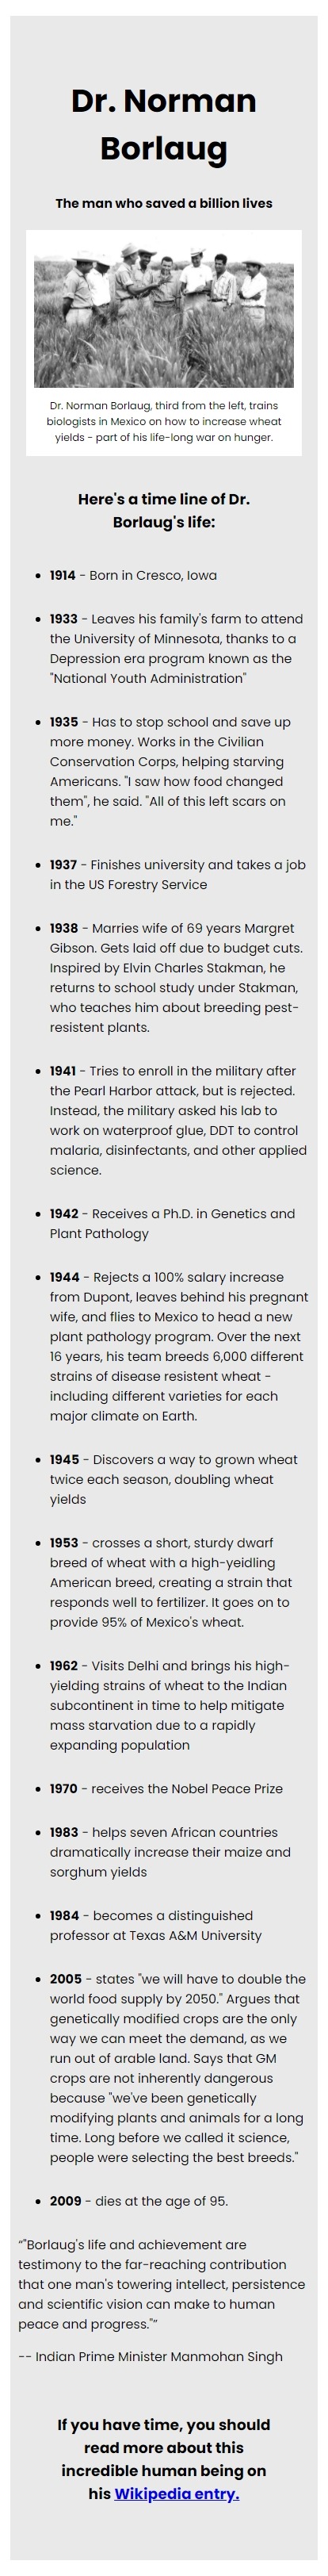 Dr. Norman
Borlaug
The man who saved a billion lives
Dr. Norman Borlaug, third from the left, trains
biologists in Mexico on how to increase wheat
yields - part of his life-long war on hunger.
Here's a time line of Dr.
Borlaug's life:
• 1914 - Born in Cresco, Iowa
• 1933 - Leaves his family's farm to attend
the University of Minnesota, thanks to a
Depression era program known as the
"National Youth Administration"
• 1935 - Has to stop school and save up
more money. Works in the Civilian
Conservation Corps, helping starving
Americans. "I saw how food changed
them", he said. "All of this left scars on
me."
• 1937 - Finishes university and takes a job
in the US Forestry Service
• 1938 - Marries wife of 69 years Margret
Gibson. Gets laid off due to budget cuts.
Inspired by Elvin Charles Stakman, he
returns to school study under Stakman,
who teaches him about breeding pest-
resistent plants.
• 1941 - Tries to enroll in the military after
the Pearl Harbor attack, but is rejected.
Instead, the military asked his lab to
work on waterproof glue, DDT to control
malaria, disinfectants, and other applied
science.
• 1942 - Receives a Ph.D. in Genetics and
Plant Pathology
• 1944 - Rejects a 100% salary increase
from Dupont, leaves behind his pregnant
wife, and flies to Mexico to head a new
plant pathology program. Over the next
16 years, his team breeds 6,000 different
strains of disease resistent wheat -
including different varieties for each
major climate on Earth.
• 1945 - Discovers a way to grown wheat
twice each season, doubling wheat
yields
• 1953 - crosses a short, sturdy dwarf
breed of wheat with a high-yeidling
American breed, creating a strain that
responds well to fertilizer. It goes on to
provide 95% of Mexico's wheat.
• 1962 - Visits Delhi and brings his high-
yielding strains of wheat to the Indian
subcontinent in time to help mitigate
mass starvation due to a rapidly
expanding population
• 1970 - receives the Nobel Peace Prize
• 1983 - helps seven African countries
dramatically increase their maize and
sorghum yields
• 1984 - becomes a distinguished
professor at Texas A&M University
• 2005 - states "we will have to double the
world food supply by 2050." Argues that
genetically modified crops are the only
way we can meet the demand, as we
run out of arable land. Says that GM
crops are not inherently dangerous
because "we've been genetically
modifying plants and animals for a long
time. Long before we called it science,
people were selecting the best breeds."
• 2009 - dies at the age of 95.
“"Borlaug's life and achievement are
testimony to the far-reaching contribution
that one man's towering intellect, persistence
and scientific vision can make to human
peace and progress."”
-- Indian Prime Minister Manmohan Singh
If you have time, you should
read more about this
incredible human being on
his Wikipedia entry.